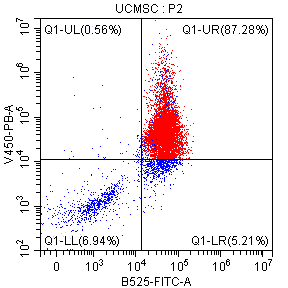 UCMSC : P2
Q1-UL(0.56%) Q1-UR(87.28%)
10^7
10^6
10^5
10^4
10^3
10^2
V450-PB-A
Q1-LL(6.94%) Q1-LR(5.21%)
0 10^3 10^4 10^5 10^6 10^7
B525-FITC-A